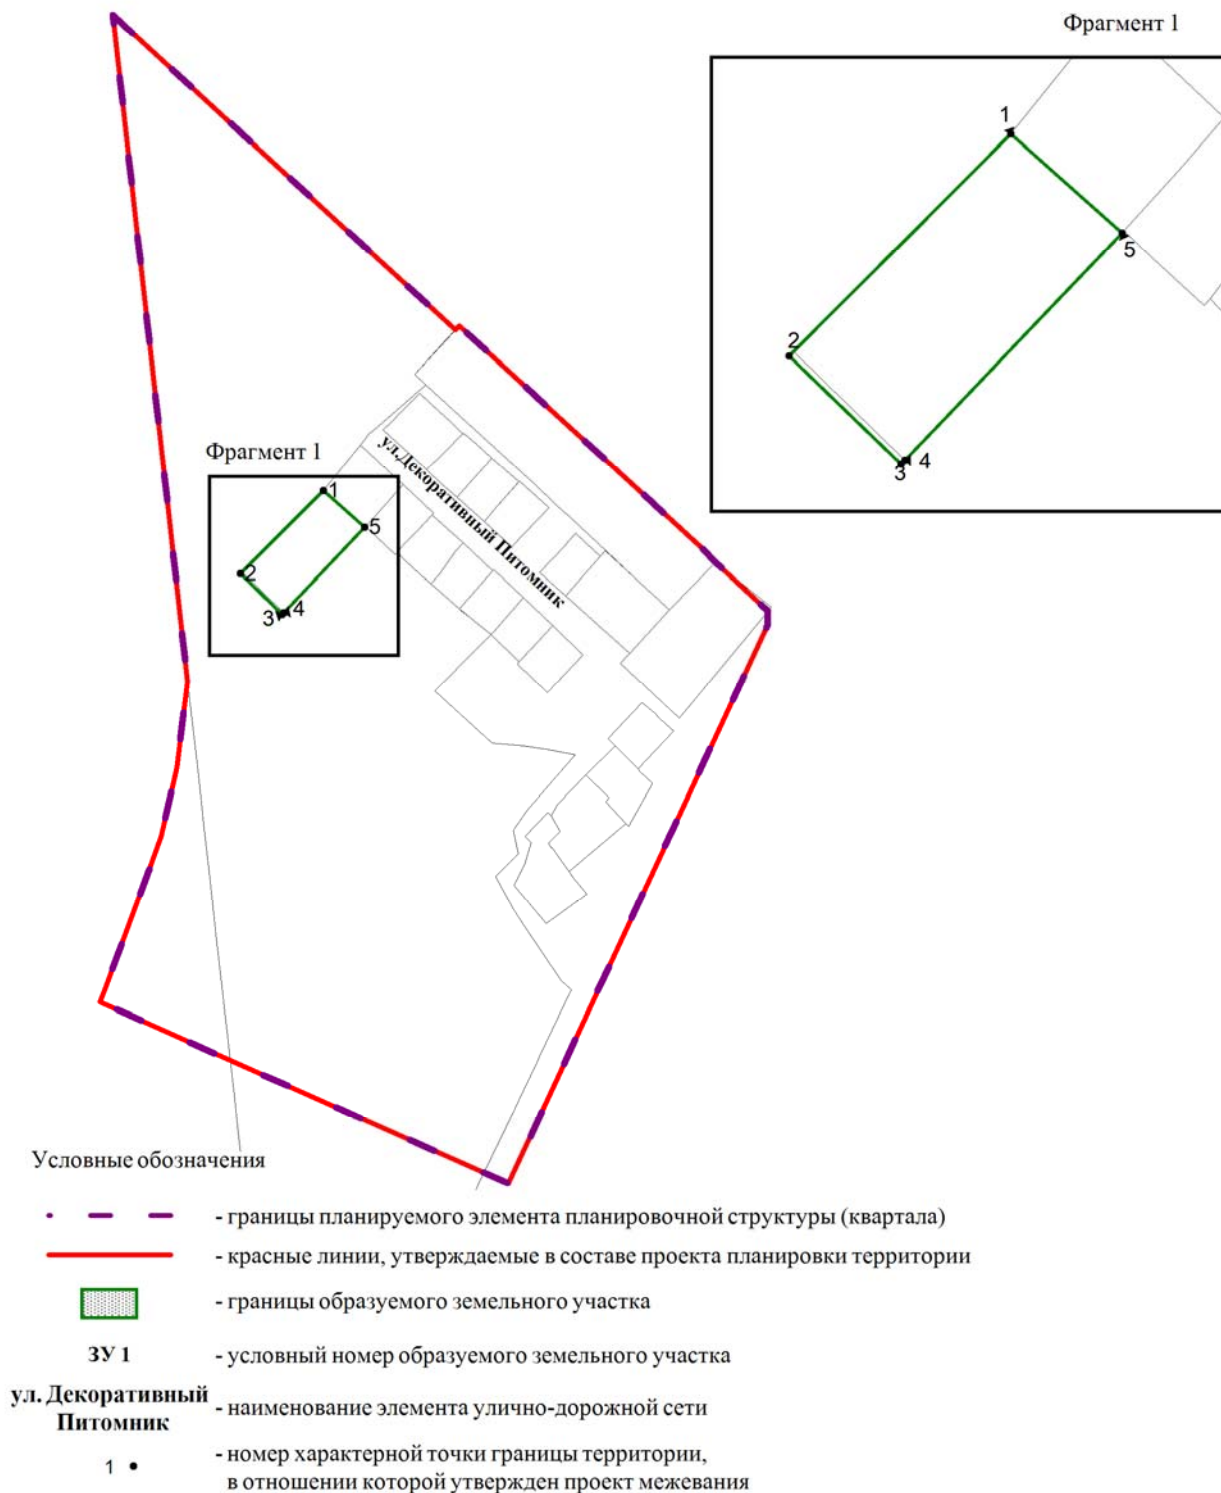 Фрагмент 1
1
5
2
4
3
ул.Декоративный Питомник
Фрагмент 1
1
5
2
4
3
Условные обозначения
- границы планируемого элемента планировочной структуры (квартала)
- красные линии, утверждаемые в составе проекта планировки территории
- границы образуемого земельного участка
ЗУ 1 - условный номер образуемого земельного участка
ул. Декоративный
Питомник
- наименование элемента улично-дорожной сети
1 - номер характерной точки границы территории,
в отношении которой утвержден проект межевания